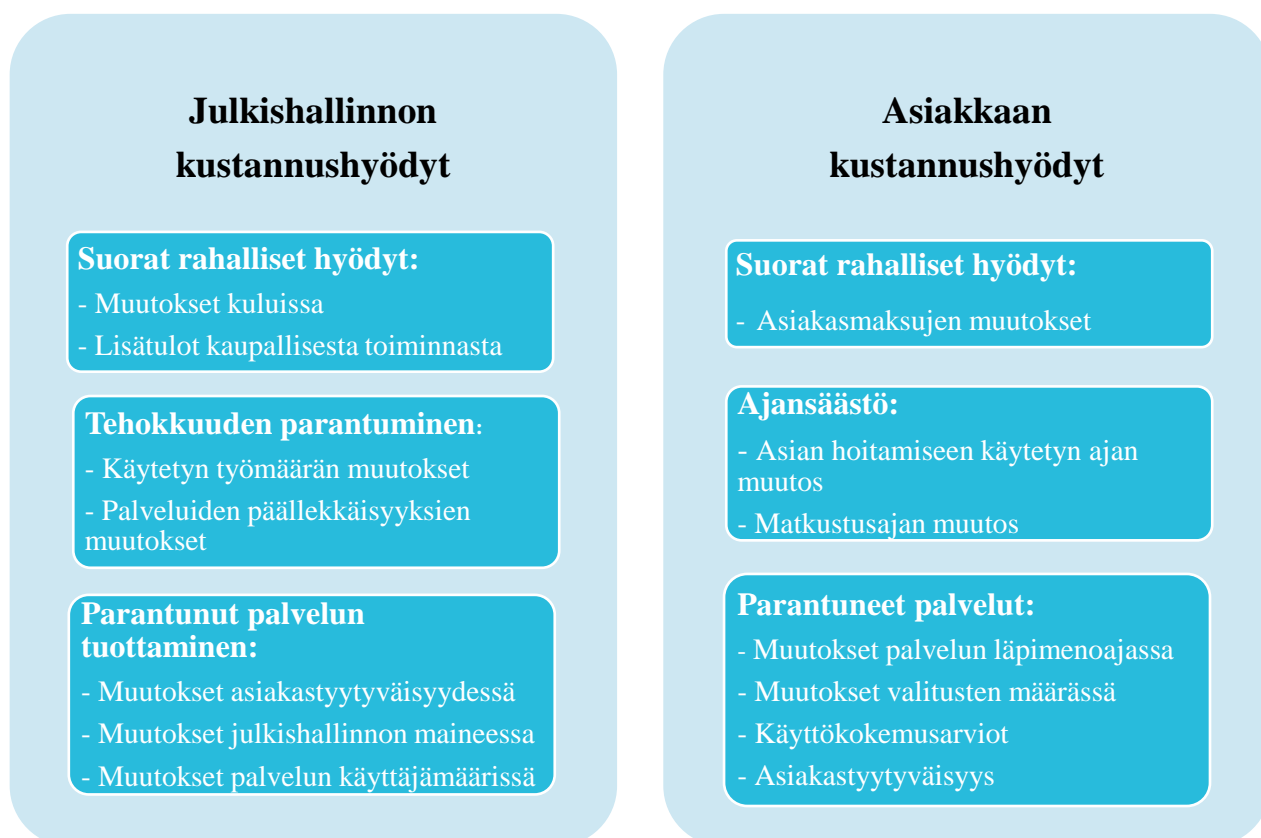 Julkishallinnon
kustannushyödyt
Suorat rahalliset hyödyt:
- Muutokset kuluissa
- Lisätulot kaupallisesta toiminnasta
Tehokkuuden parantuminen:
- Käytetyn työmäärän muutokset
- Palveluiden päällekkäisyyksien
muutokset
Parantunut palvelun
tuottaminen:
- Muutokset asiakastyytyväisyydessä
- Muutokset julkishallinnon maineessa
- Muutokset palvelun käyttäjämäärissä
Asiakkaan
kustannushyödyt
Suorat rahalliset hyödyt:
- Asiakasmaksujen muutokset
Ajansäästö:
- Asian hoitamiseen käytetyn ajan
muutos
- Matkustusajan muutos
Parantuneet palvelut:
- Muutokset palvelun läpimenoajassa
- Muutokset valitusten määrässä
- Käyttökokemusarviot
- Asiakastyytyväisyys